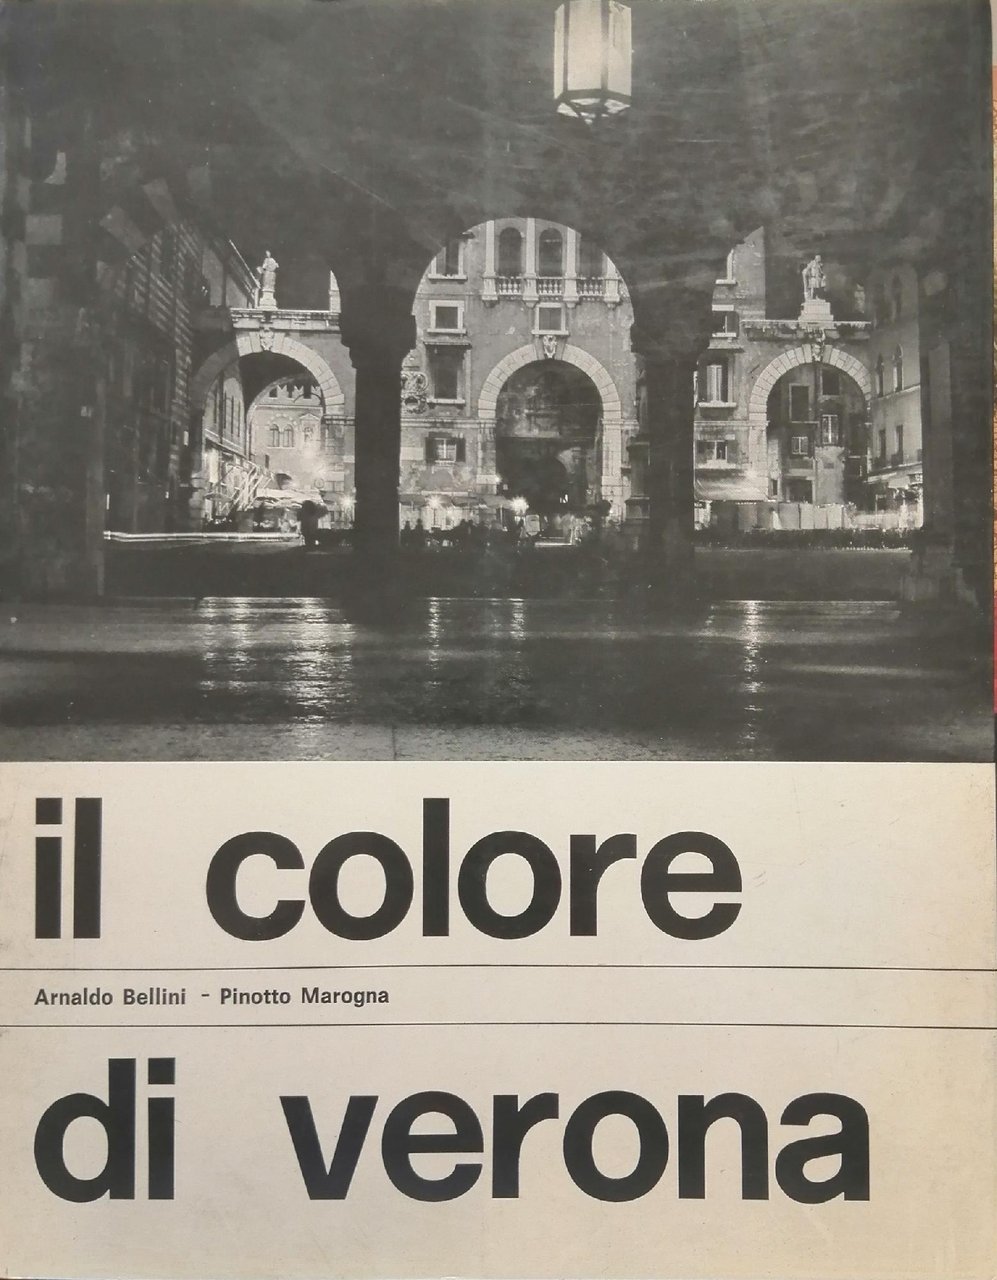 il colore
Arnaldo Bellini - Pinotto Marogna
di verona